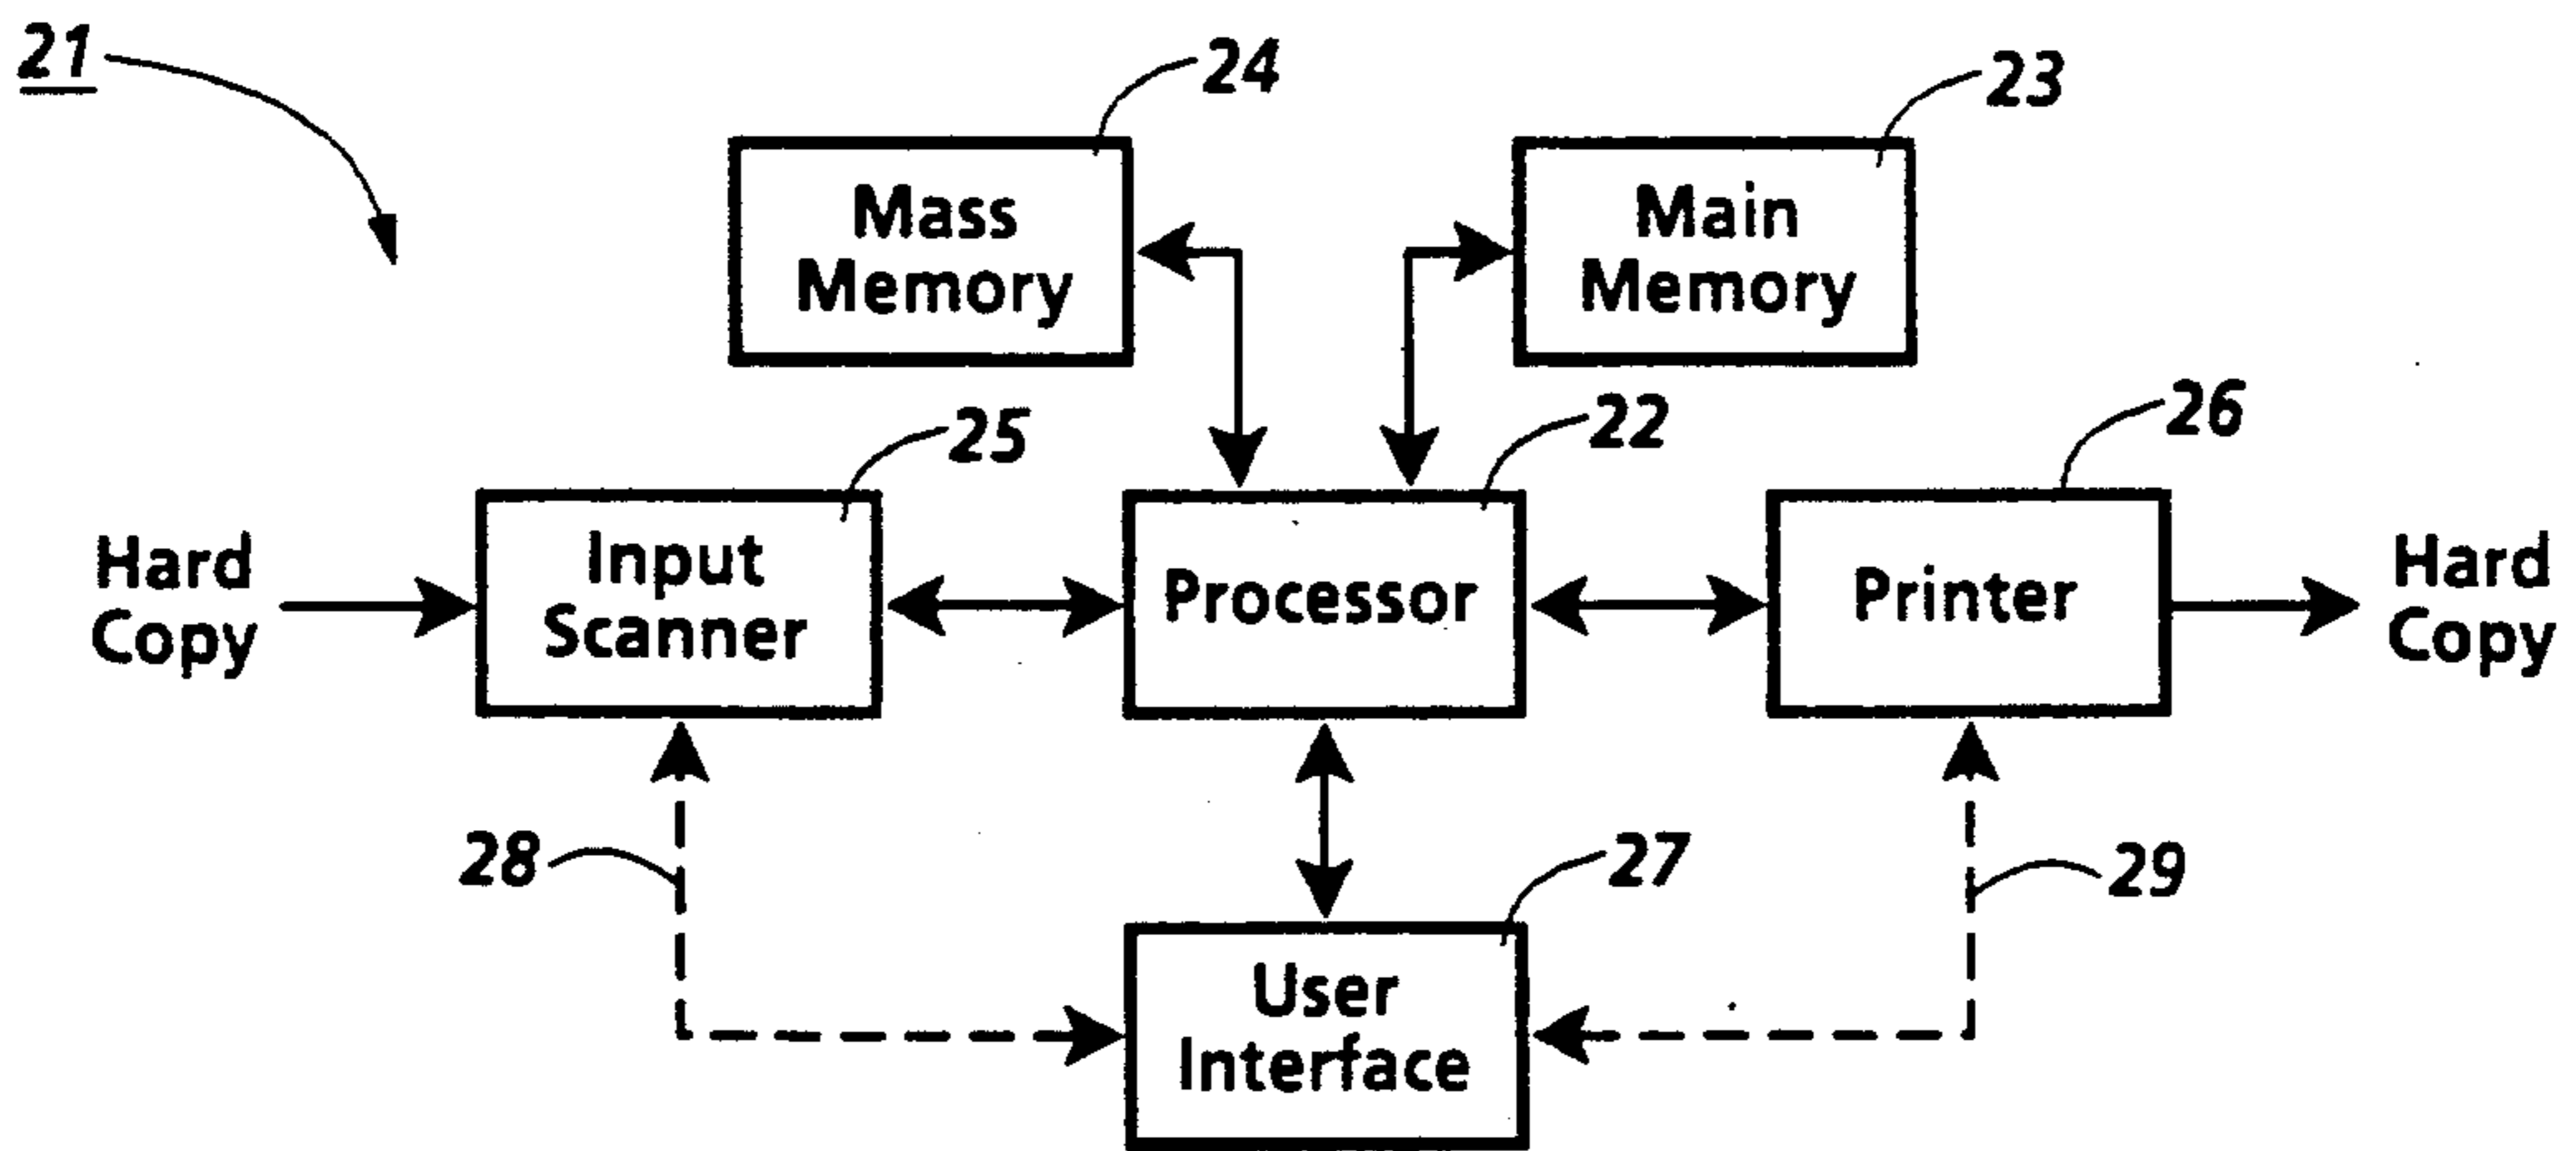 21
24
23
Mass
Memory
Main
Memory
25
22
26
Hard
Copy
Input
Scanner
Processor
Printer
Hard
Copy
28
27
29
User
Interface